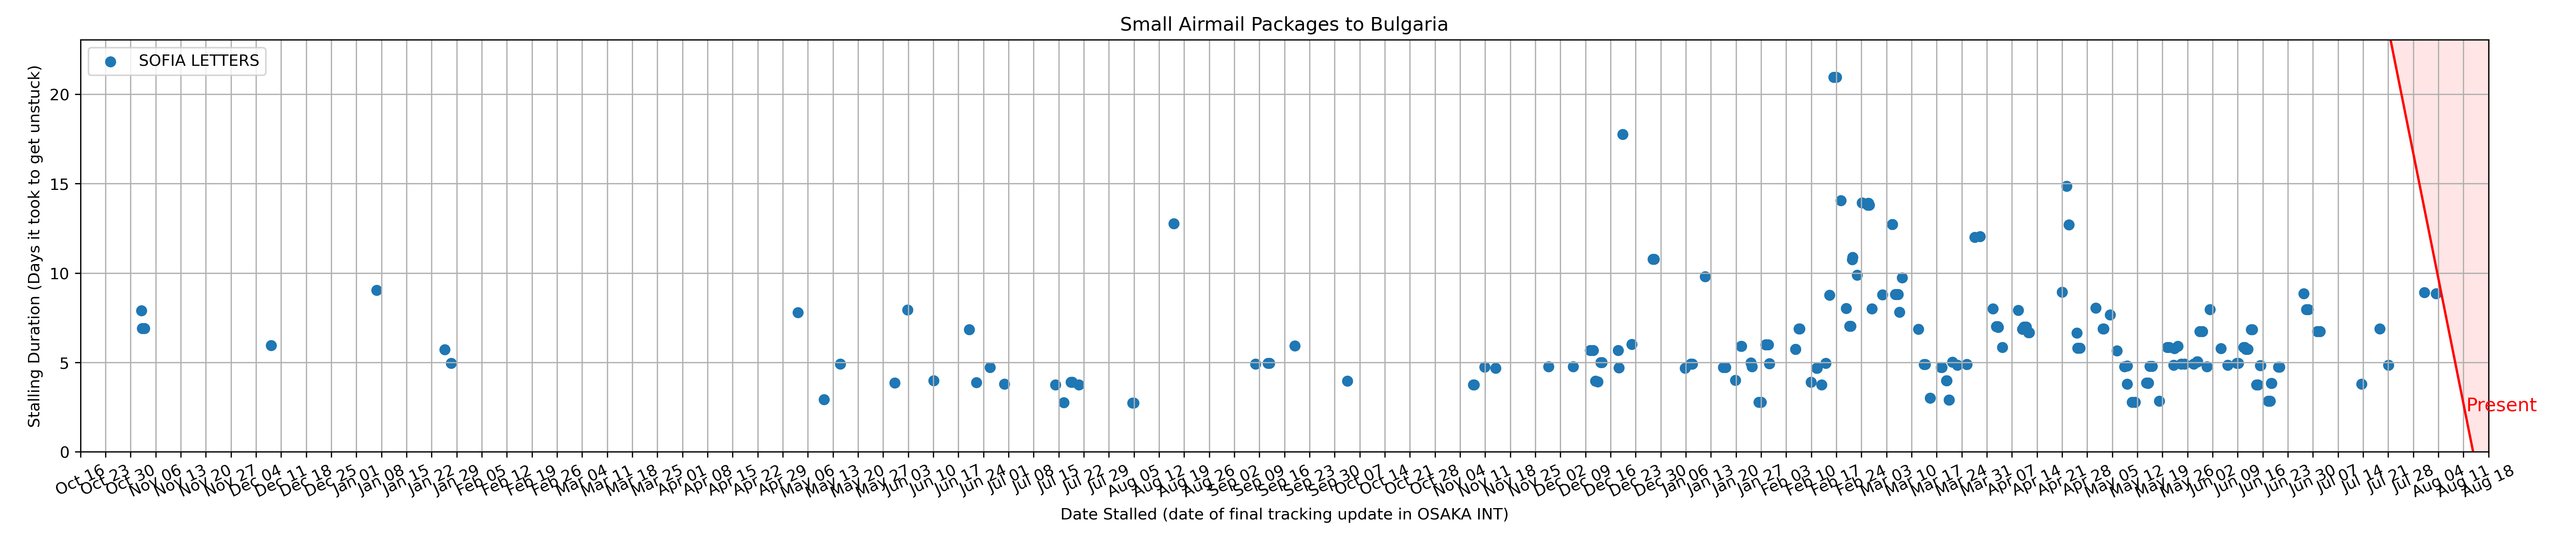 Small Airmail Packages to Bulgaria
SOFIA LETTERS
Stalling Duration (Days it took to get unstuck)
20
15
10
5
0
Present
Oct 16
Oct 23
Oct 30
Nov 06
Nov 13
Nov 20
Nov 27
Dec 04
Dec 11
Dec 18
Dec 25
Jan 01
Jan 08
Jan 15
Jan 22
Jan 29
Feb 05
Feb 12
Feb 19
Feb 26
Mar 04
Mar 11
Mar 18
Mar 25
Apr 01
Apr 08
Apr 15
Apr 22
Apr 29
May 06
May 13
May 20
May 27
Jun 03
Jun 10
Jun 17
Jun 24
Jul 01
Jul 08
Jul 15
Jul 22
Jul 29
Aug 05
Aug 12
Aug 19
Aug 26
Sep 02
Sep 09
Sep 16
Sep 23
Sep 30
Oct 07
Oct 14
Oct 21
Oct 28
Nov 04
Nov 11
Nov 18
Nov 25
Dec 02
Dec 09
Dec 16
Dec 23
Dec 30
Jan 06
Jan 13
Jan 20
Jan 27
Feb 03
Feb 10
Feb 17
Feb 24
Mar 03
Mar 10
Mar 17
Mar 24
Mar 31
Apr 07
Apr 14
Apr 21
Apr 28
May 05
May 12
May 19
May 26
Jun 02
Jun 09
Jun 16
Jun 23
Jun 30
Jul 07
Jul 14
Jul 21
Jul 28
Aug 04
Aug 11
Aug 18
Date Stalled (date of final tracking update in OSAKA INT)